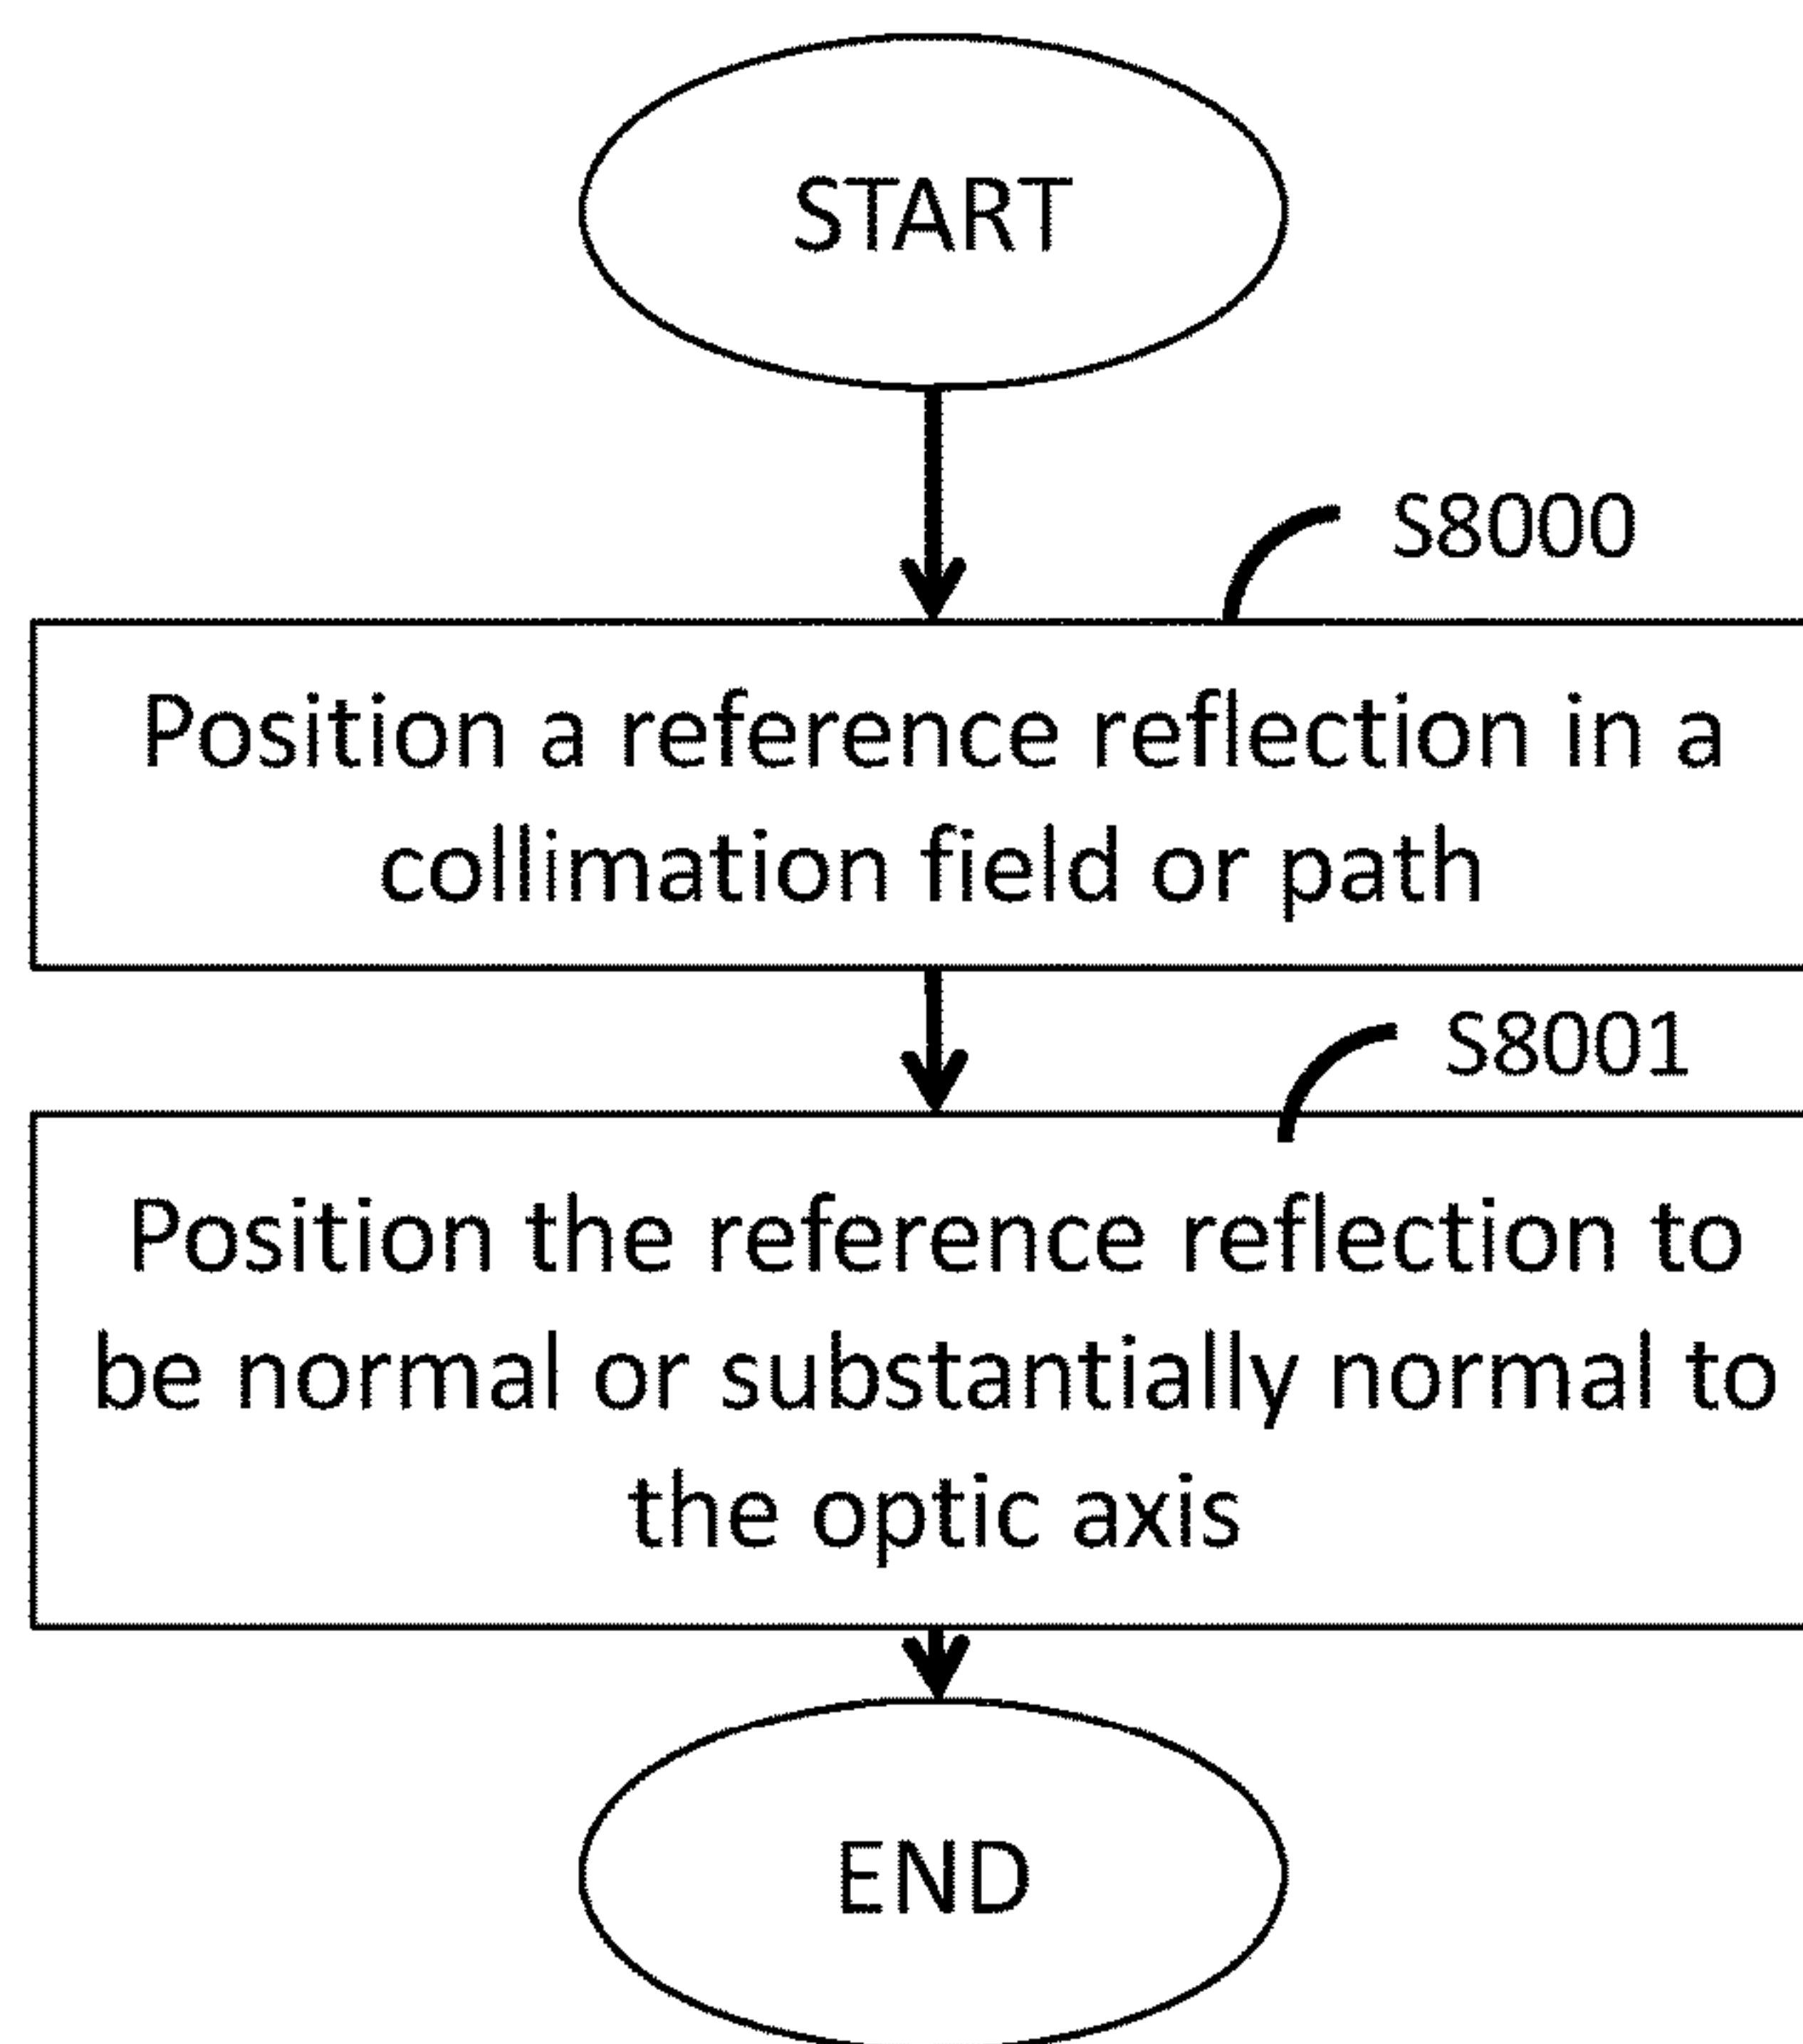 START
S8000
Position a reference reflection in a
collimation field or path
S8001
Position the reference reflection to
be normal or substantially normal to
the optic axis
END